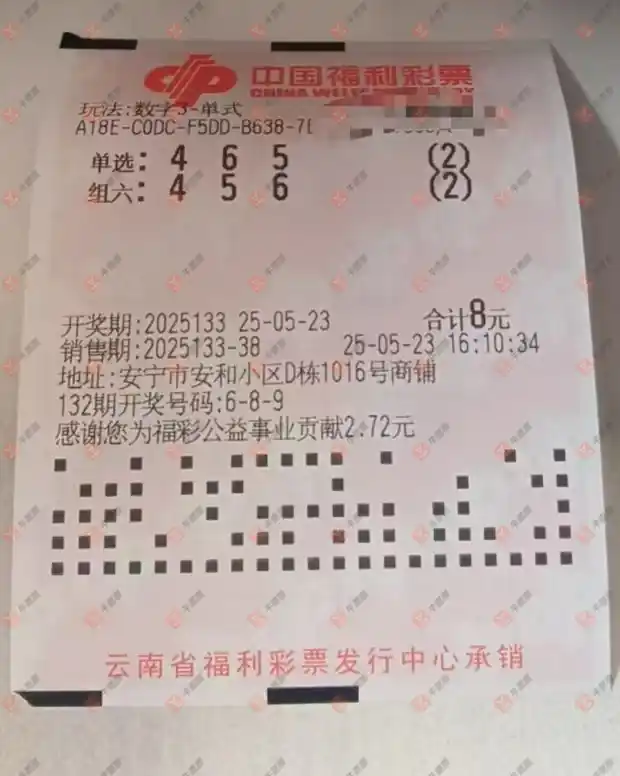 中国福利彩票
CHINA WELFARE LOTTERY
玩法:数字3-单式
A18E-C0DC-F5DD-B638-7
单选: 4 6 5 (2)
组六: 4 5 6 (2)
开奖期:2025133 25-05-23 合计8元
销售期:2025133-38 25-05-23 16:10:34
地址:安宁市安和小区D栋1016号商铺
132期开奖号码:6-8-9
感谢您为福彩公益事业贡献2.72元
云南省福利彩票发行中心承销